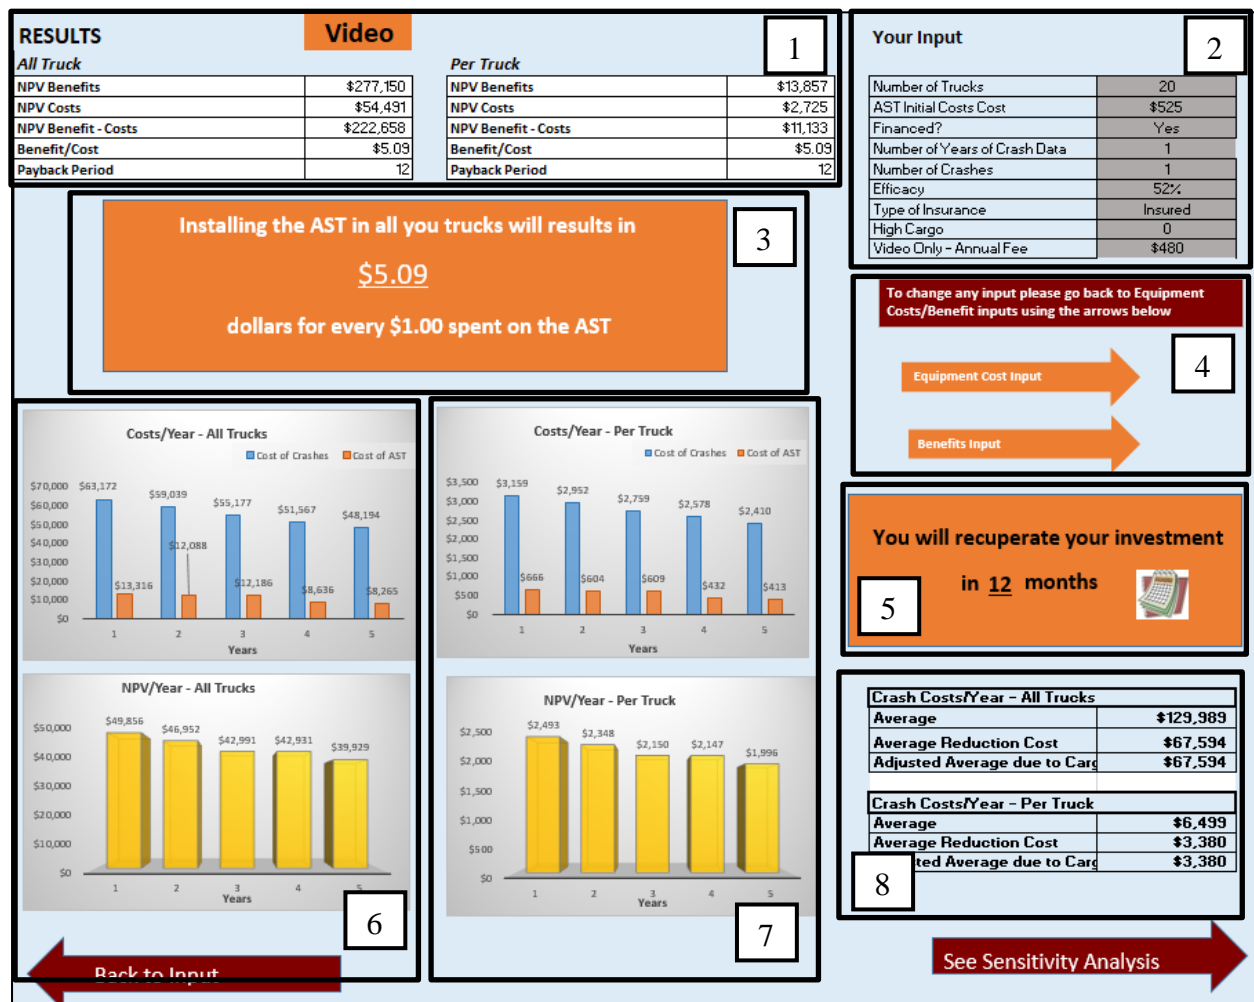 RESULTS
Video
1
All Truck
NPV Benefits $277,150
NPV Costs $54,491
NPV Benefit - Costs $222,658
Benefit/Cost $5.09
Payback Period 12
Per Truck
NPV Benefits $13,857
NPV Costs $2,725
NPV Benefit - Costs $11,133
Benefit/Cost $5.09
Payback Period 12
Your Input
2
Number of Trucks 20
AST Initial Costs Cost $525
Financed? Yes
Number of Years of Crash Data 1
Number of Crashes 1
Efficacy 52%
Type of Insurance Insured
High Cargo 0
Video Only - Annual Fee $480
Installing the AST in all you trucks will results in
$5.09
dollars for every $1.00 spent on the AST
3
To change any input please go back to Equipment
Costs/Benefit inputs using the arrows below
4
Equipment Cost Input
Benefits Input
You will recuperate your investment
in 12 months
5
Costs/Year - All Trucks
Cost of Crashes Cost of AST
$70,000
$60,000
$50,000
$40,000
$30,000
$20,000
$10,000
$0
$63,172
$59,039
$55,177
$51,567
$48,194
$13,316
$12,088
$12,186
$8,636
$8,265
1 2 3 4 5
Years
NPV/Year - All Trucks
$50,000
$40,000
$30,000
$20,000
$10,000
$0
$49,856
$46,952
$42,991
$42,931
$39,929
1 2 3 4 5
Years
6
Costs/Year - Per Truck
Cost of Crashes Cost of AST
$3,500
$3,000
$2,500
$2,000
$1,500
$1,000
$500
$0
$3,159
$2,952
$2,759
$2,578
$2,410
$666
$604
$609
$432
$413
1 2 3 4 5
Years
NPV/Year - Per Truck
$2,500
$2,000
$1,500
$1,000
$500
$0
$2,493
$2,348
$2,150
$2,147
$1,996
1 2 3 4 5
Years
7
Crash Costs/Year - All Trucks
Average $129,989
Average Reduction Cost $67,594
Adjusted Average due to Carg $67,594
Crash Costs/Year - Per Truck
Average $6,499
Average Reduction Cost $3,380
ted Average due to Carg $3,380
8
Back to Input
See Sensitivity Analysis